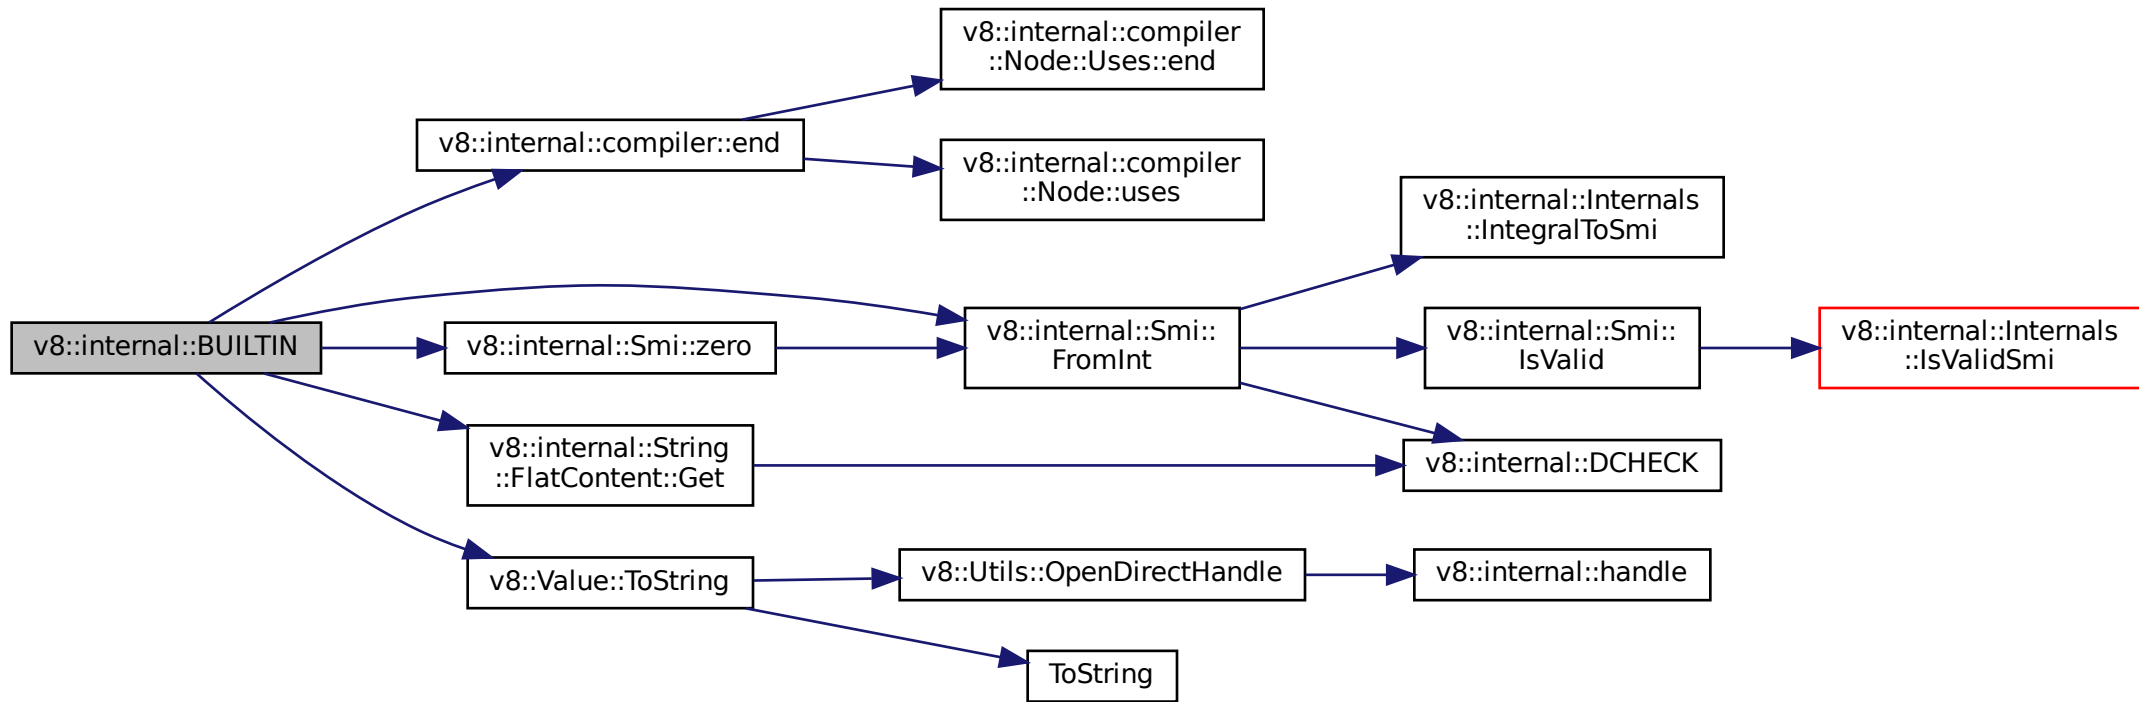 v8::internal::compiler
::Node::Uses::end
v8::internal::compiler::end
v8::internal::compiler
::Node::uses
v8::internal::Internals
::IntegralToSmi
v8::internal::BUILTIN
v8::internal::Smi::zero
v8::internal::Smi::
FromInt
v8::internal::Smi::
IsValid
v8::internal::Internals
::IsValidSmi
v8::internal::String
::FlatContent::Get
v8::internal::DCHECK
v8::Value::ToString
v8::Utils::OpenDirectHandle
v8::internal::handle
ToString